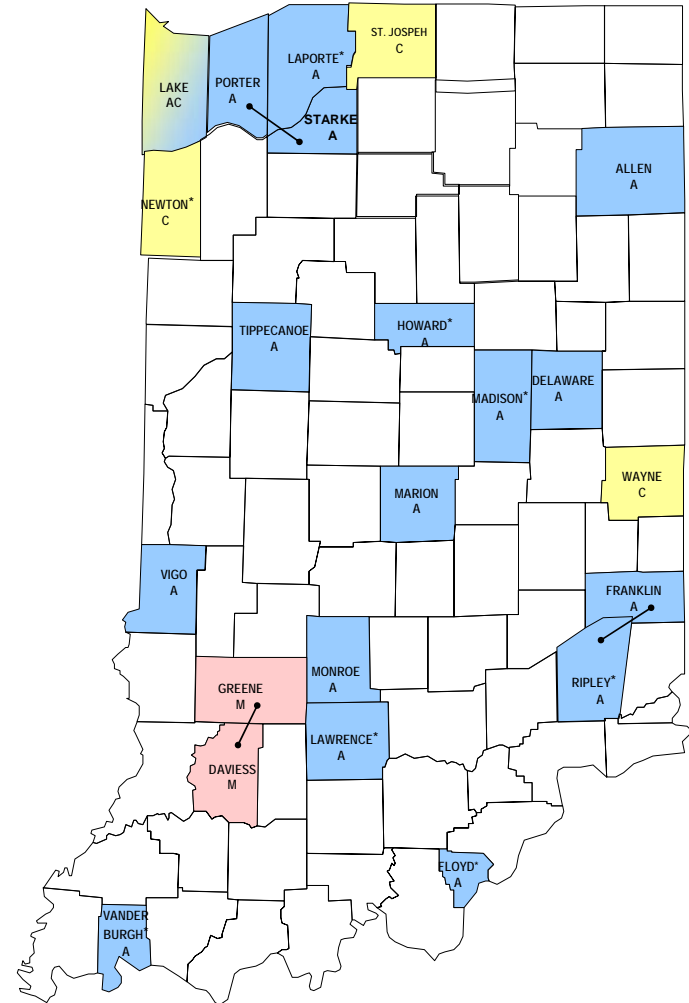 ST. JOSPEH
C
LAPORTE*
A
LAKE
AC
PORTER
A
STARKE
A
ALLEN
A
NEWTON*
C
TIPPECANOE
A
HOWARD*
A
MADISON*
A
DELAWARE
A
WAYNE
C
MARION
A
VIGO
A
FRANKLIN
A
MONROE
A
RIPLEY*
A
GREENE
M
LAWRENCE*
A
DAVIESS
M
FLOYD*
A
VANDER
BURGH*
A